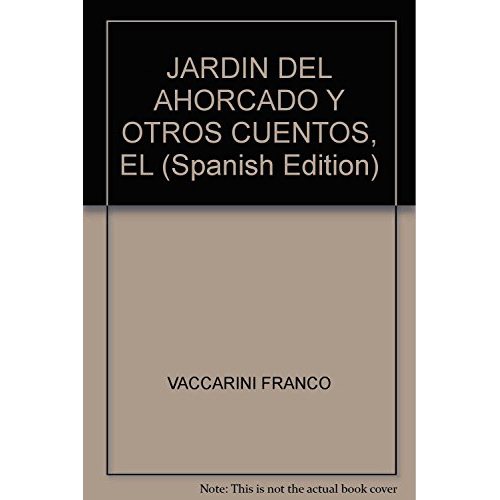 JARDIN DEL
AHORCADO Y
OTROS CUENTOS,
EL (Spanish Edition)
VACCARINI FRANCO
Note: This is not the actual book cover